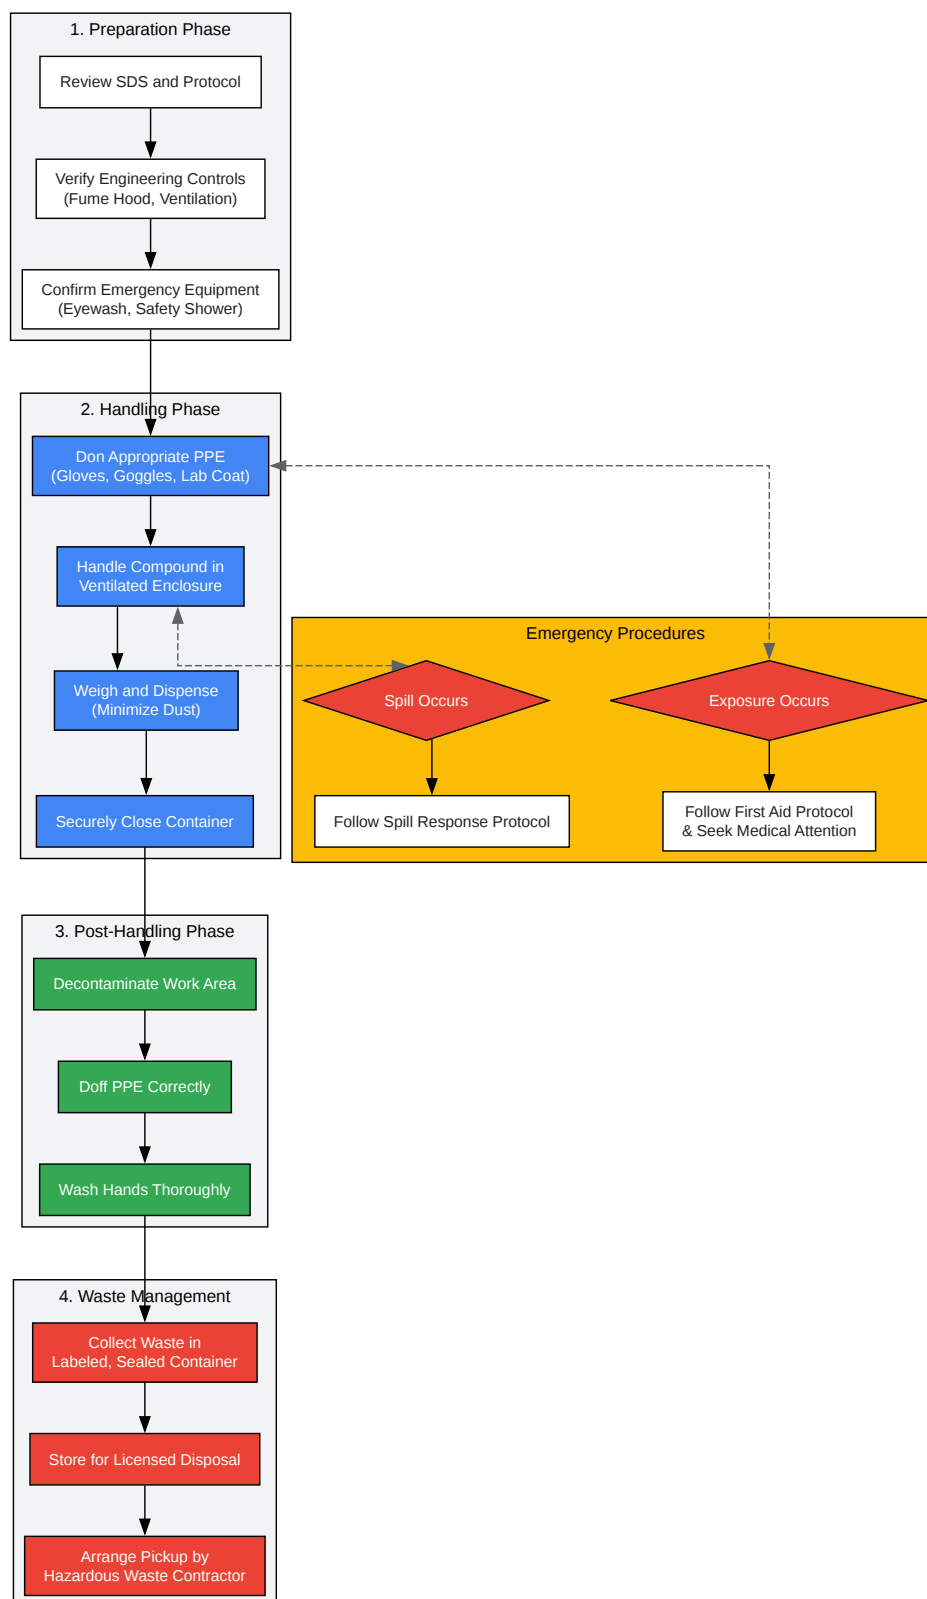 1. Preparation Phase
Review SDS and Protocol
Verify Engineering Controls
(Fume Hood, Ventilation)
Confirm Emergency Equipment
(Eyewash, Safety Shower)
2. Handling Phase
Don Appropriate PPE
(Gloves, Goggles, Lab Coat)
Handle Compound in
Ventilated Enclosure
Weigh and Dispense
(Minimize Dust)
Securely Close Container
Emergency Procedures
Spill Occurs
Exposure Occurs
Follow Spill Response Protocol
Follow First Aid Protocol
& Seek Medical Attention
3. Post-Handling Phase
Decontaminate Work Area
Doff PPE Correctly
Wash Hands Thoroughly
4. Waste Management
Collect Waste in
Labeled, Sealed Container
Store for Licensed Disposal
Arrange Pickup by
Hazardous Waste Contractor